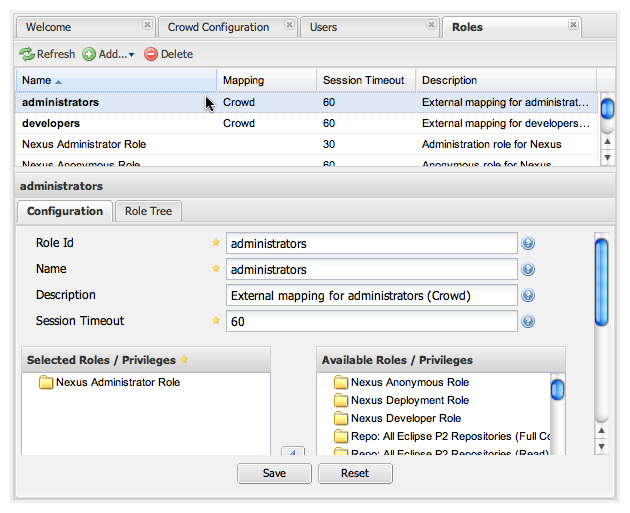 Welcome Crowd Configuration Users Roles
Refresh Add... Delete
Name Mapping Session Timeout Description
administrators Crowd 60 External mapping for administrat...
developers Crowd 60 External mapping for developers...
Nexus Administrator Role 30 Administration role for Nexus
Nexus Anonymous Role 60 Anonymous role for Nexus
administrators
Configuration Role Tree
Role Id administrators
Name administrators
Description External mapping for administrators (Crowd)
Session Timeout 60
Selected Roles / Privileges Available Roles / Privileges
Nexus Administrator Role Nexus Anonymous Role
Nexus Deployment Role
Nexus Developer Role
Repo: All Eclipse P2 Repositories (Full Co
Repo: All Eclipse P2 Repositories (Read)
Save Reset